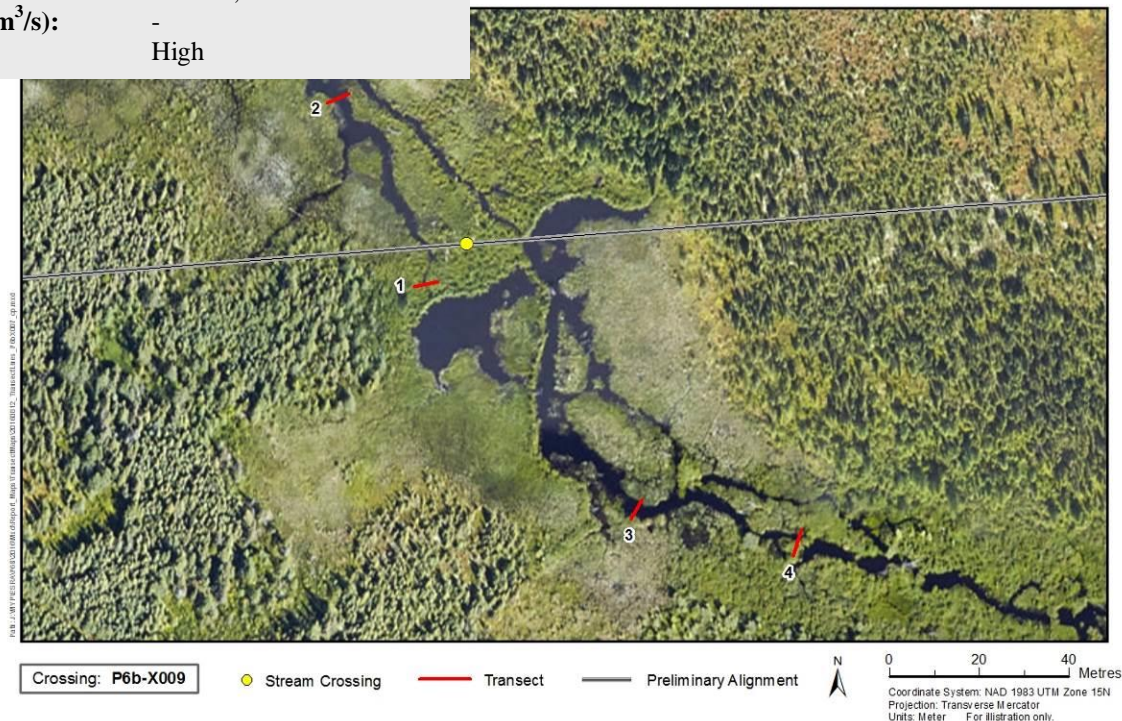 m³/s): -
High
2
1
3
4
Crossing: P6b-X009
Stream Crossing
Transect
Preliminary Alignment
N
0 20 40 Metres
Coordinate System: NAD 1983 UTM Zone 15N
Projection: Transverse Mercator
Units: Meter For illistration only.